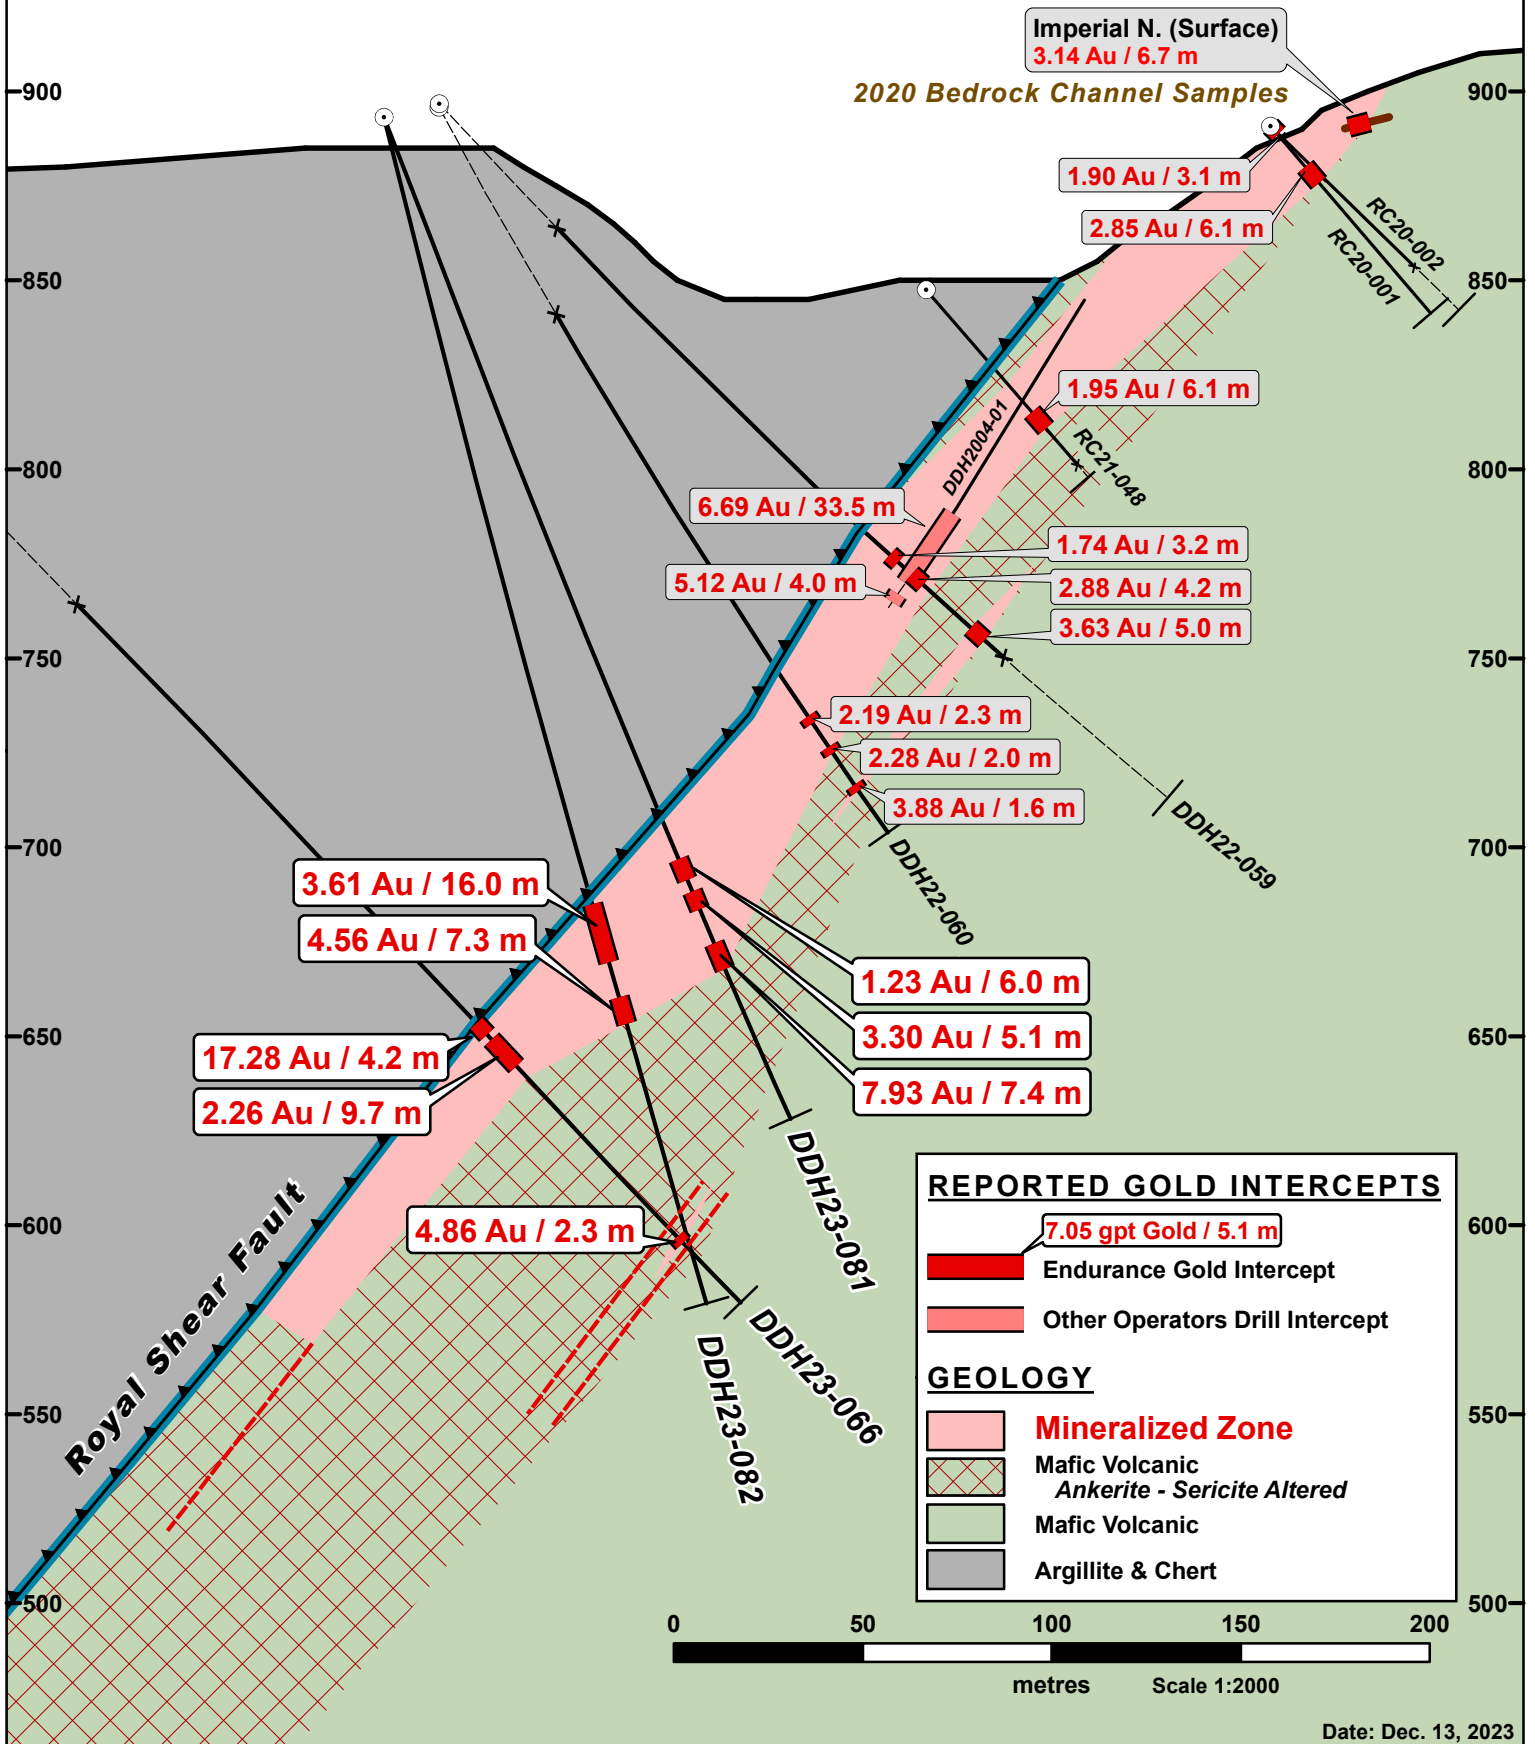 Imperial N. (Surface)
3.14 Au / 6.7 m
2020 Bedrock Channel Samples
900
900
1.90 Au / 3.1 m
2.85 Au / 6.1 m
RC20-002
RC20-001
850
850
1.95 Au / 6.1 m
DDH2004-01
RC21-048
800
800
6.69 Au / 33.5 m
1.74 Au / 3.2 m
5.12 Au / 4.0 m
2.88 Au / 4.2 m
3.63 Au / 5.0 m
750
750
2.19 Au / 2.3 m
2.28 Au / 2.0 m
3.88 Au / 1.6 m
DDH22-059
DDH22-060
700
700
3.61 Au / 16.0 m
4.56 Au / 7.3 m
1.23 Au / 6.0 m
3.30 Au / 5.1 m
7.93 Au / 7.4 m
650
650
17.28 Au / 4.2 m
2.26 Au / 9.7 m
DDH23-081
600
600
4.86 Au / 2.3 m
Royal Shear Fault
DDH23-066
DDH23-082
550
550
500
500
REPORTED GOLD INTERCEPTS
7.05 gpt Gold / 5.1 m
Endurance Gold Intercept
Other Operators Drill Intercept
GEOLOGY
Mineralized Zone
Mafic Volcanic
Ankerite - Sericite Altered
Mafic Volcanic
Argillite & Chert
0 50 100 150 200
metres Scale 1:2000
Date: Dec. 13, 2023